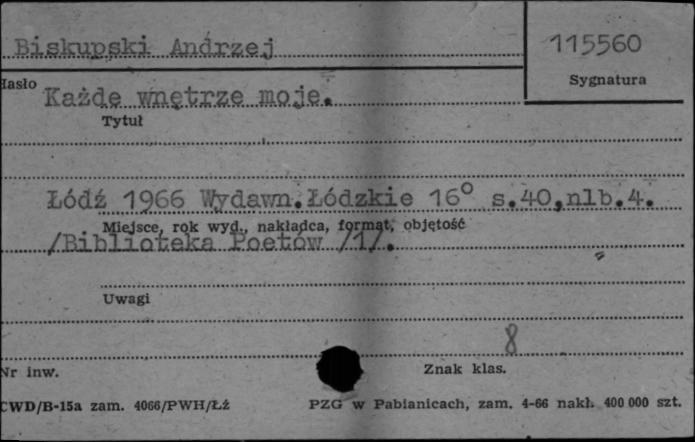 Biskupski Andrzej
115560
Hasło
Sygnatura
Każde wnętrze moje.
Tytuł
Łódź 1966 Wydawn.Łódzkie 16° s.40,nlb.4.
Miejsce, rok wyd., nakładca, format, objętość
/Biblioteka Poetów /1/.
Uwagi
8
Nr inw.
Znak klas.
CWD/B-15a zam. 4066/PWH/Łż
PZG w Pabianicach, zam. 4-66 nakł. 400 000 szt.